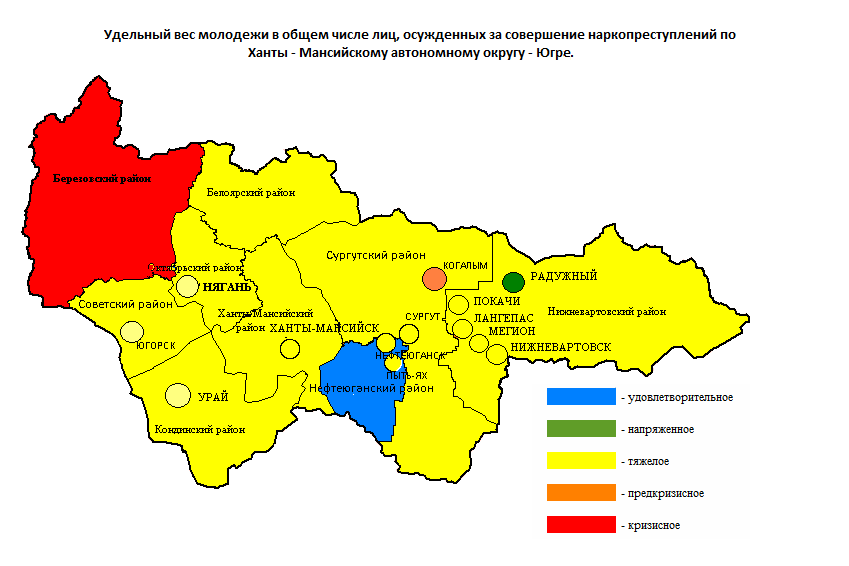 Удельный вес молодежи в общем числе лиц, осужденных за совершение наркопреступлений по
Ханты - Мансийскому автономному округу - Югре.
Березовский район
Белоярский район
Сургутский район
КОГАЛЫМ
Октябрьский район
НЯГАНЬ
РАДУЖНЫЙ
Советский район
ПОКАЧИ
Нижневартовский район
Ханты-Мансийский
район
ХАНТЫ-МАНСИЙСК
СУРГУТ
ЛАНГЕПАС
МЕГИОН
ЮГОРСК
НЕФТЕЮГАНСК
НИЖНЕВАРТОВСК
ПЫТЬ-ЯХ
Нефтеюганский район
УРАЙ
Кондинский район
- удовлетворительное
- напряженное
- тяжелое
- предкризисное
- кризисное